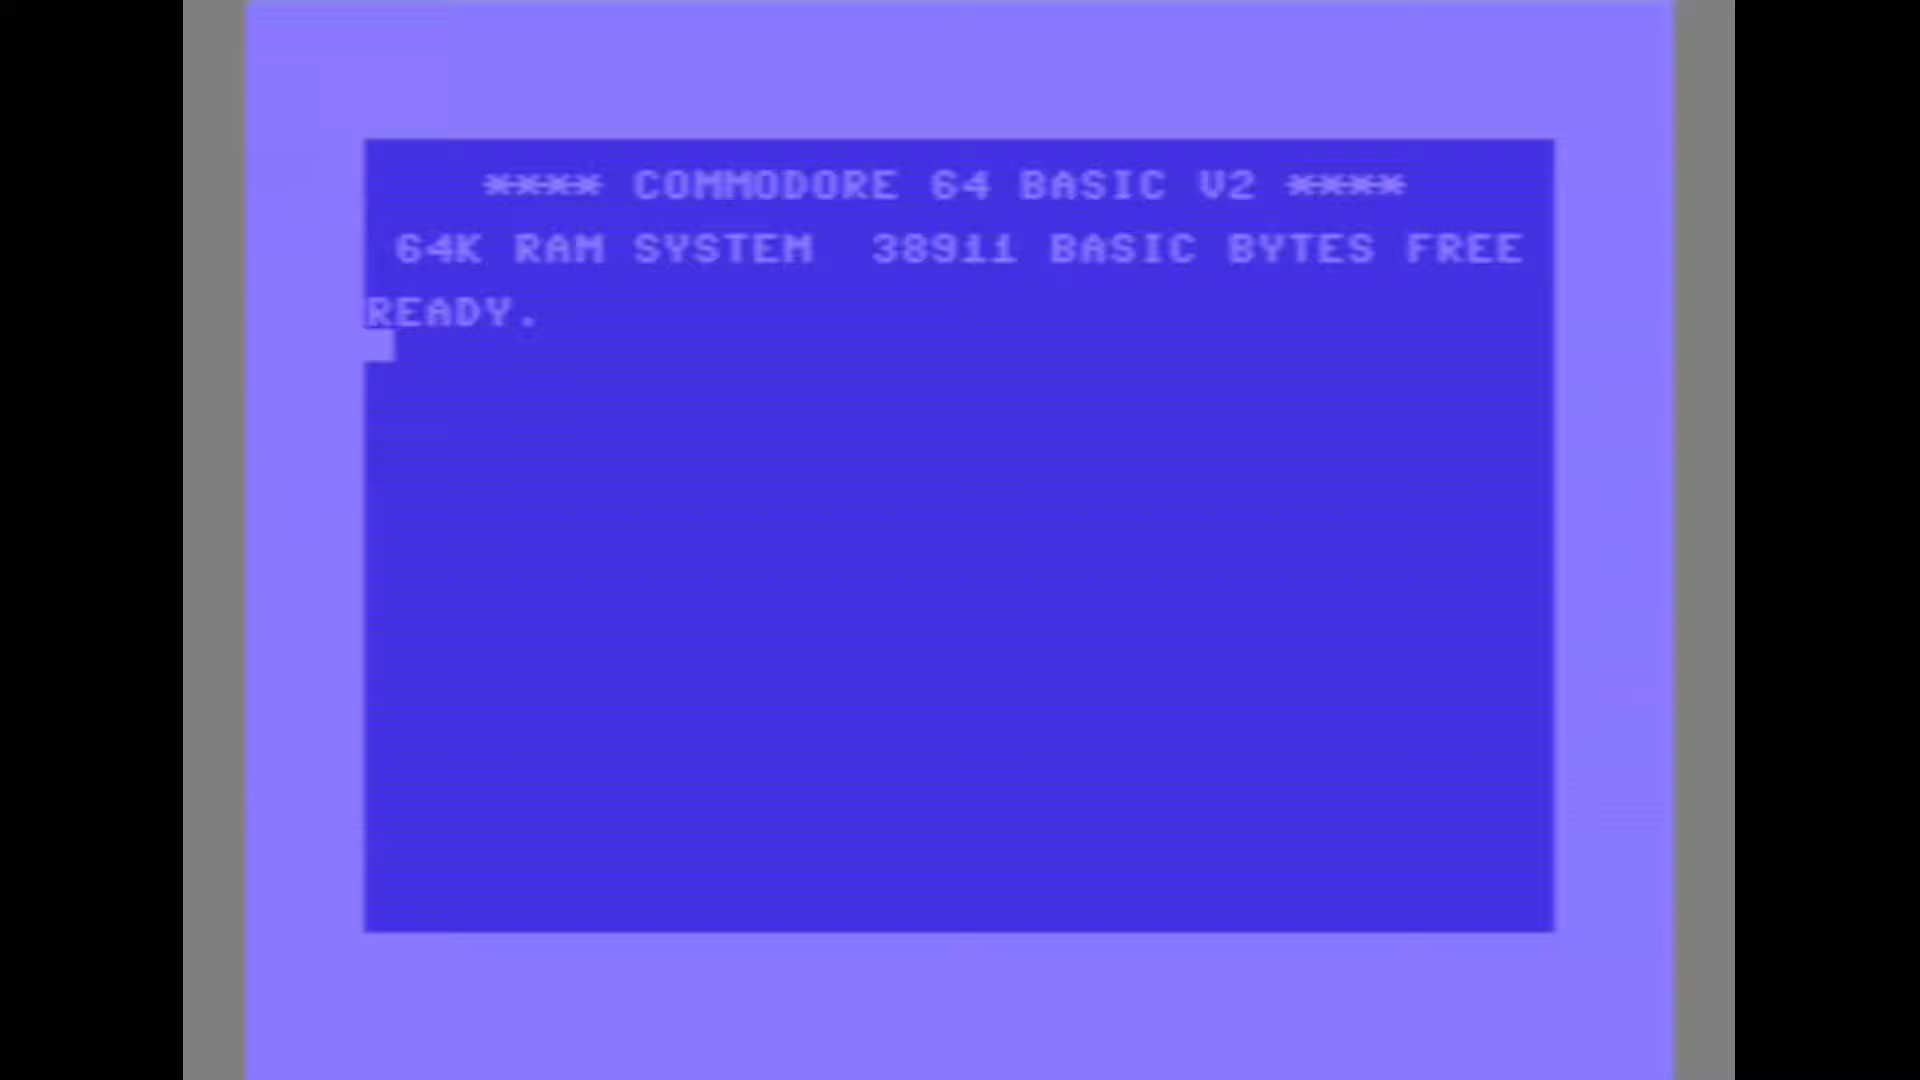 **** COMMODORE 64 BASIC V2 ****
64K RAM SYSTEM  38911 BASIC BYTES FREE
READY.